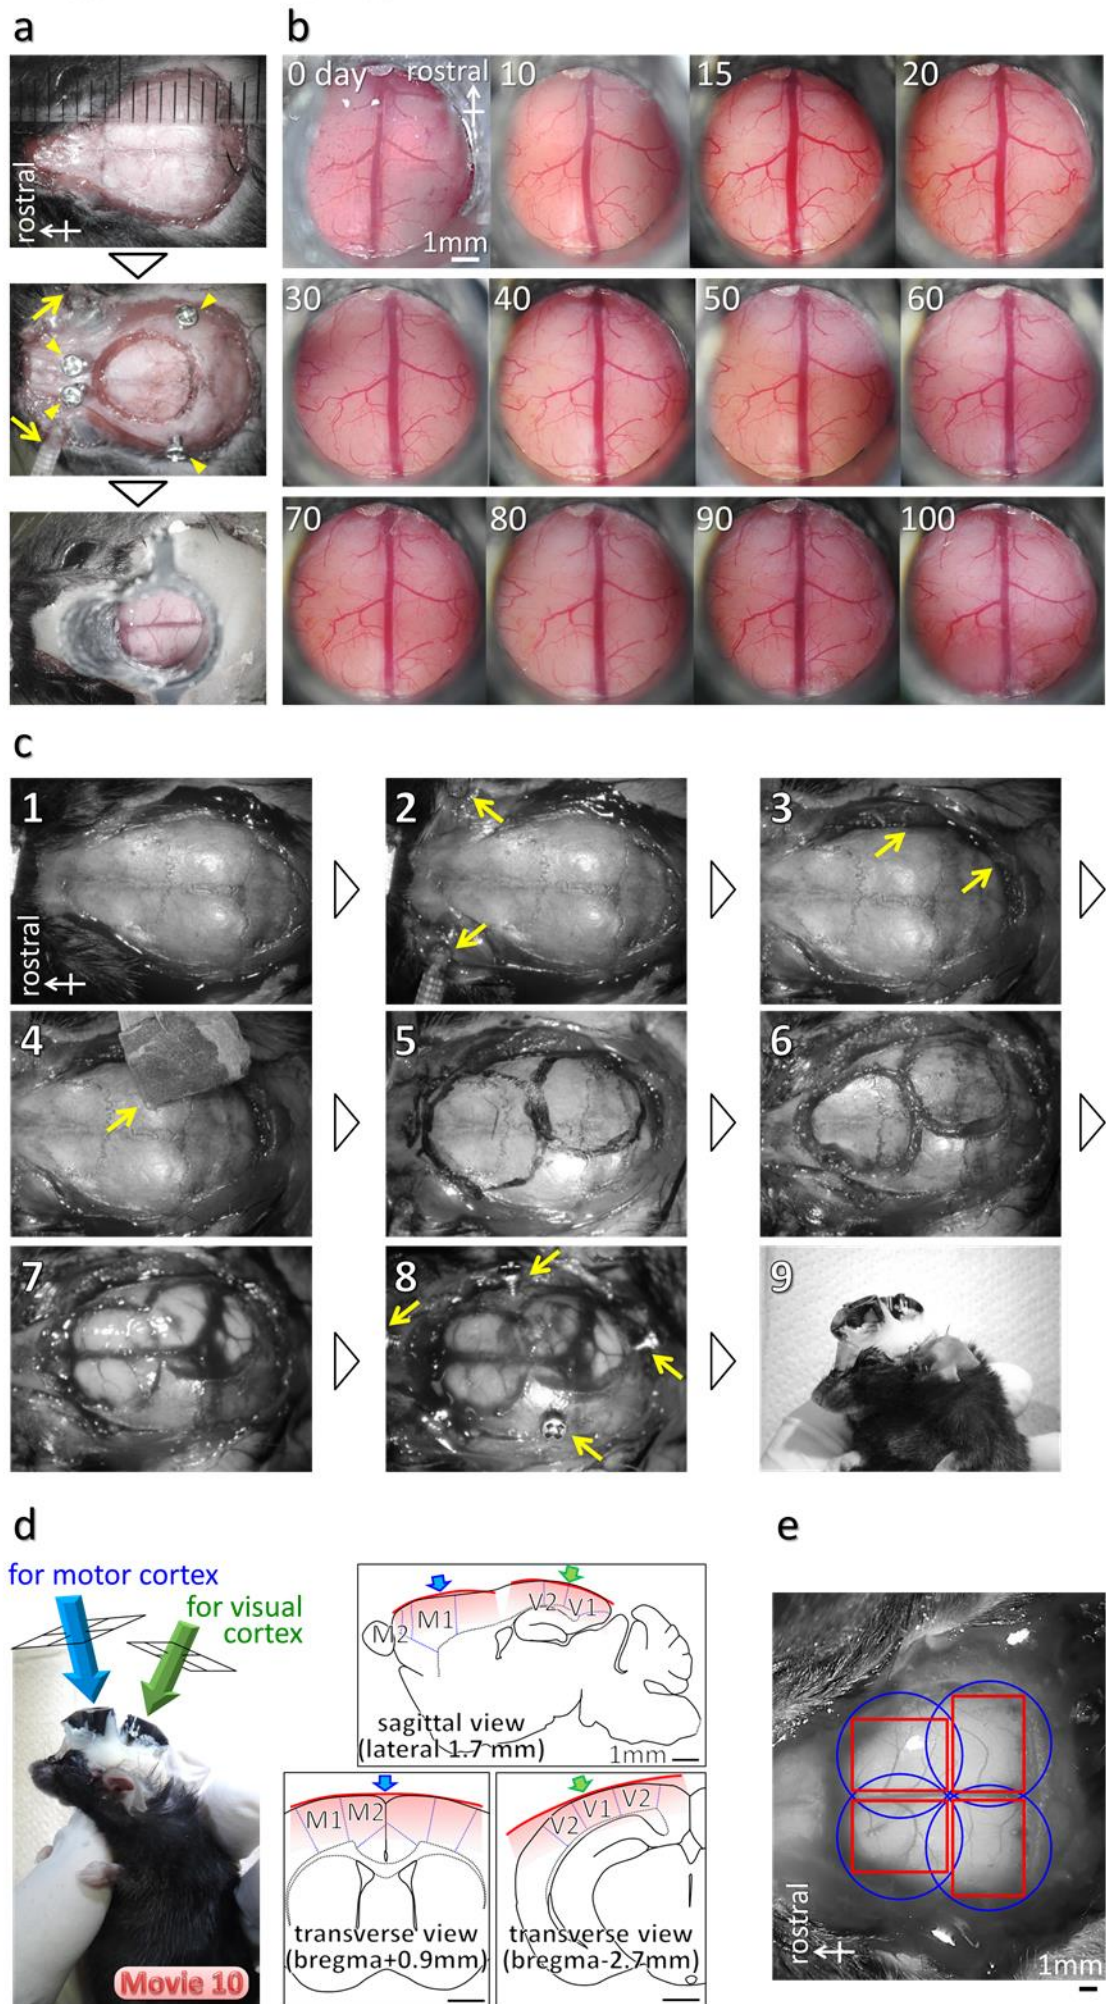 a
rostral
b
0 day
rostral
1mm
10
15
20
30
40
50
60
70
80
90
100
c
1
rostral
2
3
4
5
6
7
8
9
d
for motor cortex
for visual
cortex
Movie 10
M2
M1
V2
V1
sagittal view
(lateral 1.7 mm)
1mm
M1
M2
transverse view
(bregma+0.9mm)
V2
V1
V2
transverse view
(bregma-2.7mm)
e
rostral
1mm